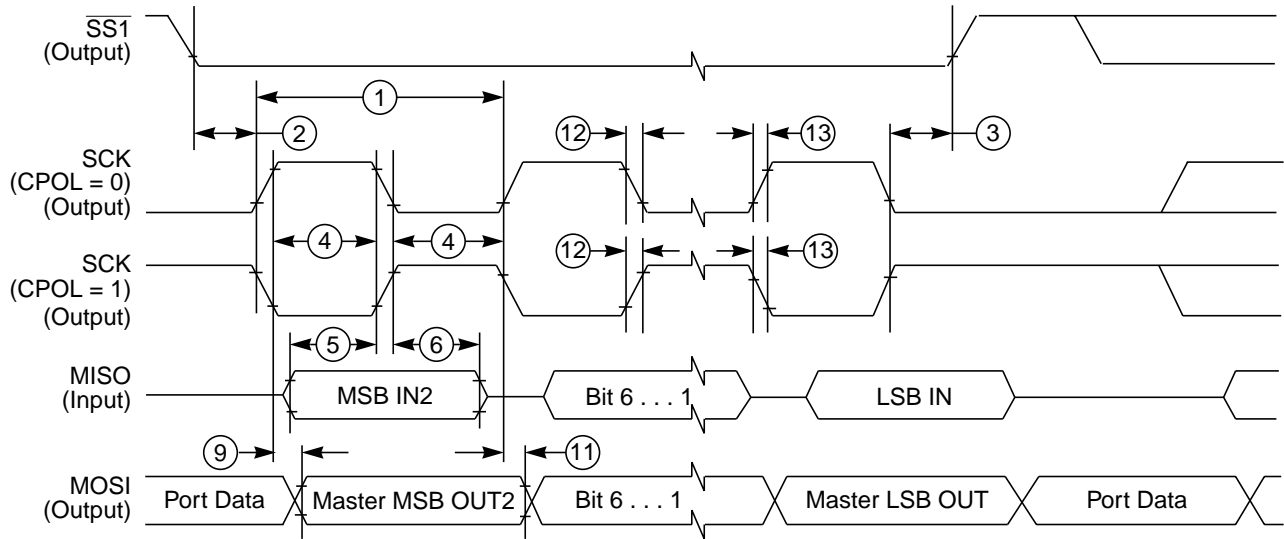 SS1
(Output)
1
2
12
13
3
SCK
(CPOL = 0)
(Output)
4
4
12
13
SCK
(CPOL = 1)
(Output)
5
6
MISO
(Input)
MSB IN2
Bit 6 . . . 1
LSB IN
9
11
MOSI
(Output)
Port Data
Master MSB OUT2
Bit 6 . . . 1
Master LSB OUT
Port Data